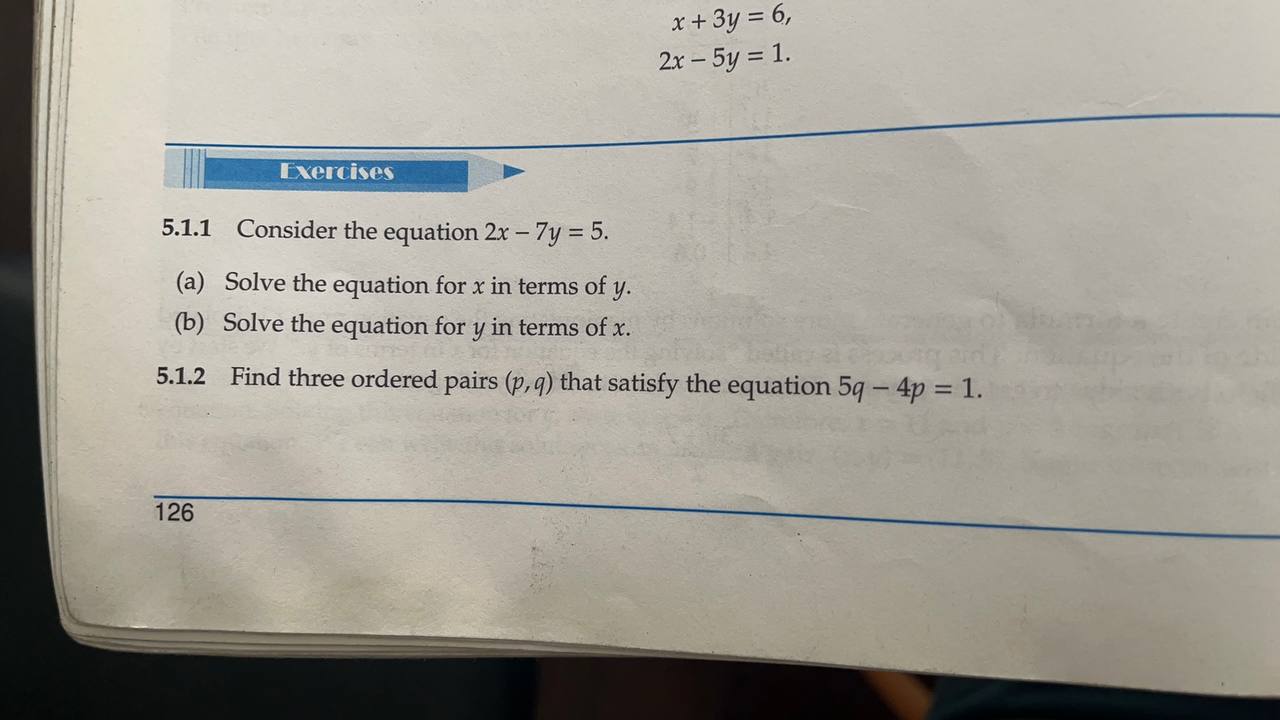 x + 3y = 6,
2x – 5y = 1.
Exercises
5.1.1 Consider the equation 2x – 7y = 5.
(a) Solve the equation for x in terms of y.
(b) Solve the equation for y in terms of x.
5.1.2 Find three ordered pairs (p, q) that satisfy the equation 5q – 4p = 1.
126